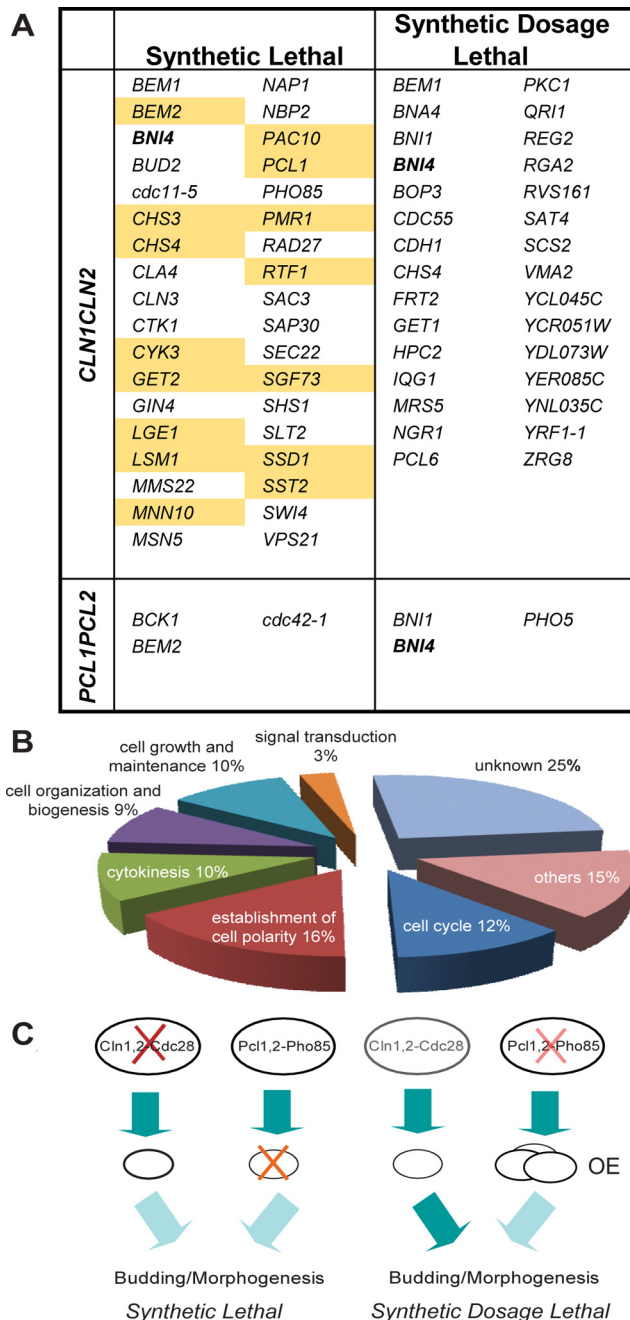 A
Synthetic Lethal
Synthetic Dosage
Lethal
CLN1CLN2
BEM1 NAP1 BEM1 PKC1
BEM2 NBP2 BNA4 QRI1
BNI4 PAC10 BNI1 REG2
BUD2 PCL1 BNI4 RGA2
cdc11-5 PHO85 BOP3 RVS161
CHS3 PMR1 CDC55 SAT4
CHS4 RAD27 CDH1 SCS2
CLA4 RTF1 CHS4 VMA2
CLN3 SAC3 FRT2 YCL045C
CTK1 SAP30 GET1 YCR051W
CYK3 SEC22 HPC2 YDL073W
GET2 SGF73 IQG1 YER085C
GIN4 SHS1 MRS5 YNL035C
LGE1 SLT2 NGR1 YRF1-1
LSM1 SSD1 PCL6 ZRG8
MMS22 SST2
MNN10 SWI4
MSN5 VPS21
PCL1PCL2
BCK1 cdc42-1 BNI1 PHO5
BEM2 BNI4
B
signal transduction
3%
cell growth and
maintenance 10%
unknown 25%
cell organization and
biogenesis 9%
cytokinesis 10%
others 15%
establishment of
cell polarity 16%
cell cycle 12%
C
Cln1,2-Cdc28 Pcl1,2-Pho85 Cln1,2-Cdc28 Pcl1,2-Pho85
OE
Budding/Morphogenesis Budding/Morphogenesis
Synthetic Lethal Synthetic Dosage Lethal